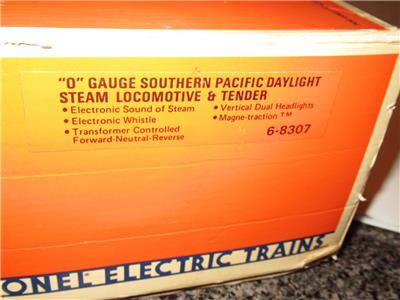 "O" GAUGE SOUTHERN PACIFIC DAYLIGHT
STEAM LOCOMOTIVE & TENDER
• Electronic Sound of Steam
• Electronic Whistle
• Transformer Controlled
Forward-Neutral-Reverse
• Vertical Dual Headlights
• Magne-traction™
6-8307
ONEL ELECTRIC TRAINS